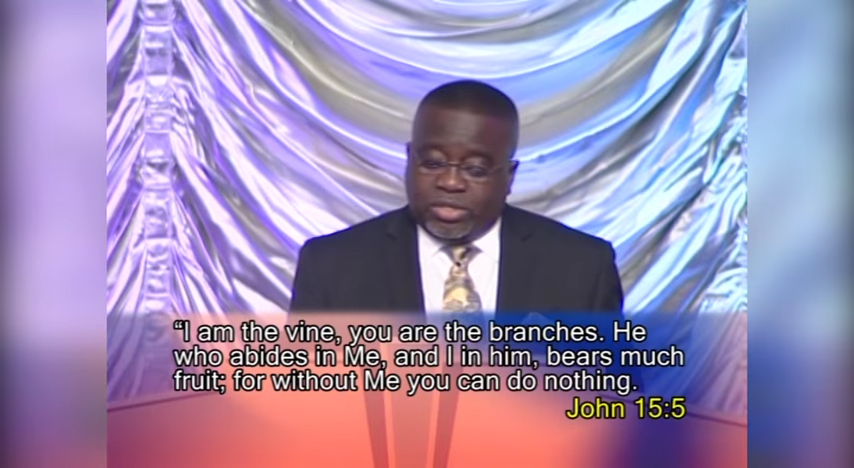 “I am the vine, you are the branches. He
who abides in Me, and I in him, bears much
fruit; for without Me you can do nothing.
John 15:5